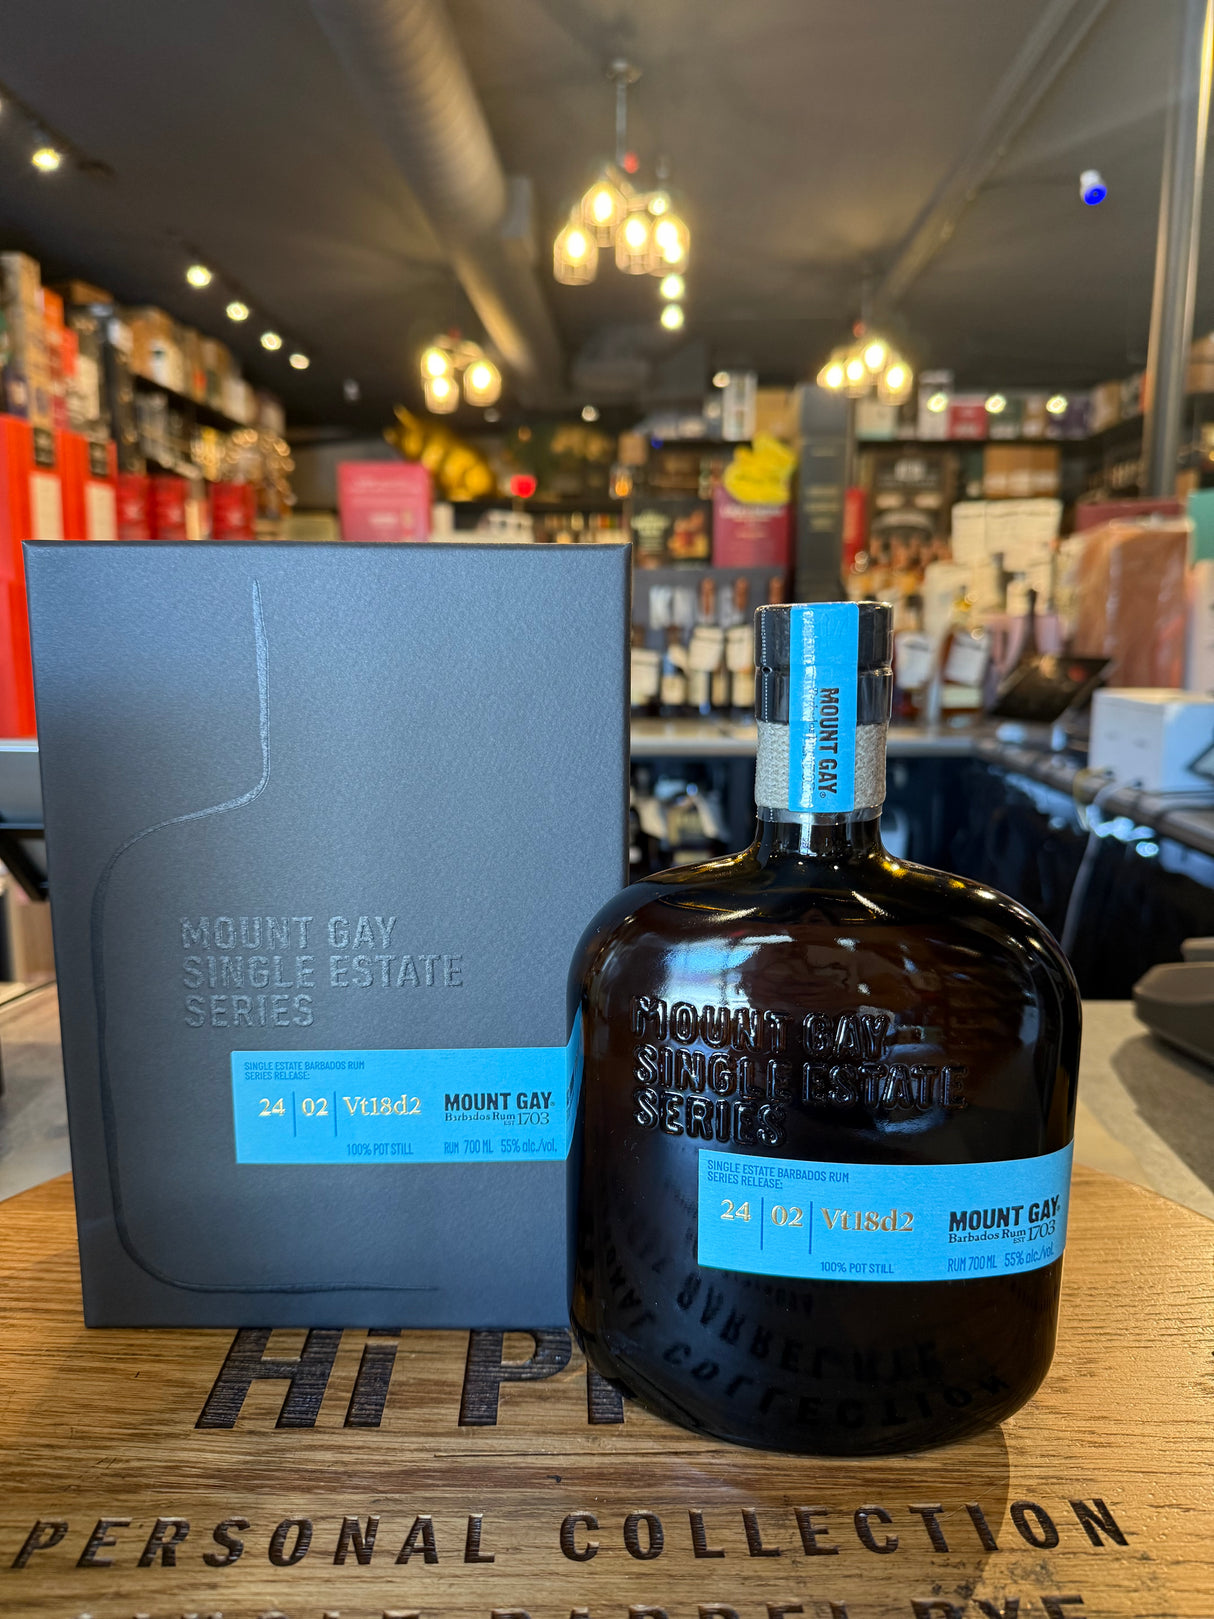 MOUNT GAY
SINGLE ESTATE
SERIES
SINGLE ESTATE BARBADOS RUM
SERIES RELEASE:
24 | 02 | Vt18d2
100% POT STILL
MOUNT GAY
Barbados Rum
EST 1703
RUM 700 ML 55% alc./vol.
MOUNT GAY
MOUNT GAY
SINGLE ESTATE
SERIES
SINGLE ESTATE BARBADOS RUM
SERIES RELEASE:
24 | 02 | Vt18d2
100% POT STILL
MOUNT GAY
Barbados Rum
EST 1703
RUM 700 ML 55% alc./vol.
Hi
PERSONAL COLLECTION